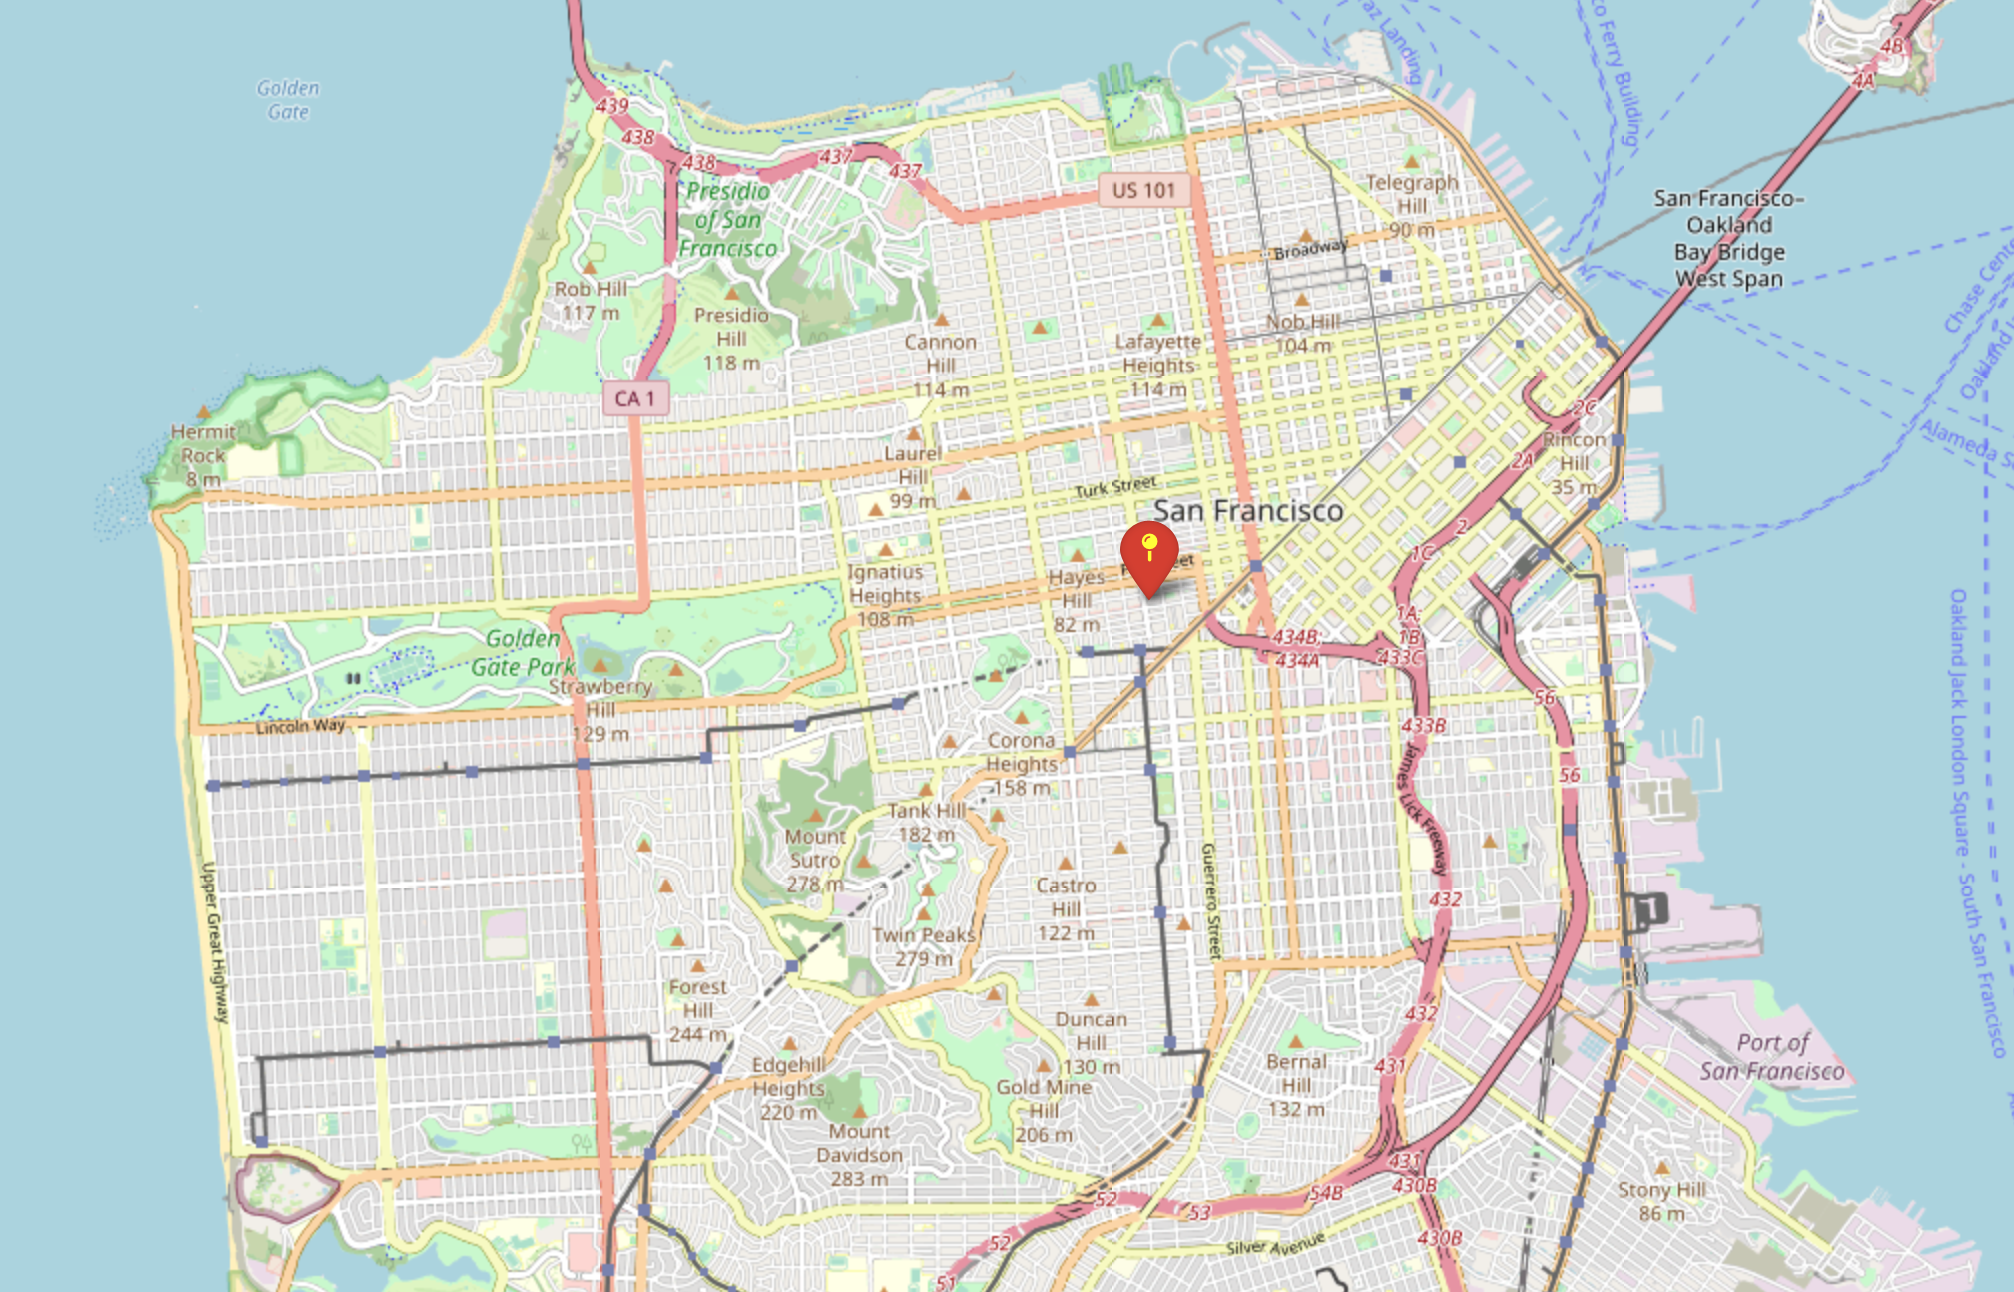 Golden
Gate
439
438
438
437
437
US 101
Presidio
of San
Francisco
Rob Hill
117 m
Presidio
Hill
118 m
Cannon
Hill
114 m
Lafayette
Heights
114 m
Telegraph
Hill
90 m
Broadway
Nob Hill
104 m
Landing
Ferry Building
4B
4A
San Francisco–
Oakland
Bay Bridge
West Span
Oakland
Alameda
CA 1
Hermit
Rock
8 m
Laurel
Hill
99 m
Turk Street
San Francisco
2C
Rincon
Hill
35 m
2A
2
1C
1A;
1B
Ignatius
Heights
108 m
Hayes
Hill
82 m
434B;
434A
433C
433B
Golden
Gate Park
Strawberry
Hill
129 m
Lincoln Way
Corona
Heights
158 m
Tank Hill
182 m
Mount
Sutro
278 m
Castro
Hill
122 m
Twin Peaks
279 m
Guerrero Street
James Lick Freeway
56
56
432
432
431
Oakland Jack London Square - South San Francisco
Upper Great Highway
Forest
Hill
244 m
Edgehill
Heights
220 m
Duncan
Hill
130 m
Gold Mine
Hill
206 m
Bernal
Hill
132 m
Mount
Davidson
283 m
Port of
San Francisco
431
430B
54B
53
52
52
51
Silver Avenue
430B
Stony Hill
86 m